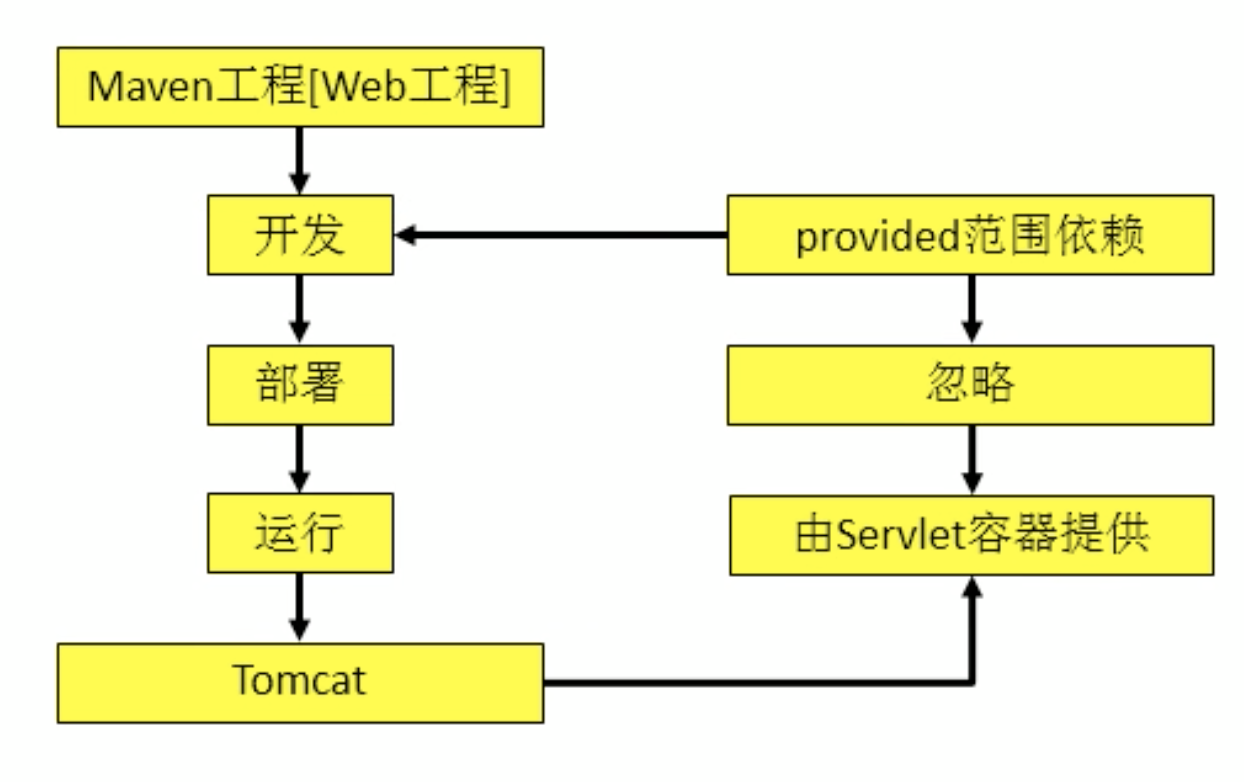 Maven工程[Web工程]
开发
provided范围依赖
部署
忽略
运行
由Servlet容器提供
Tomcat